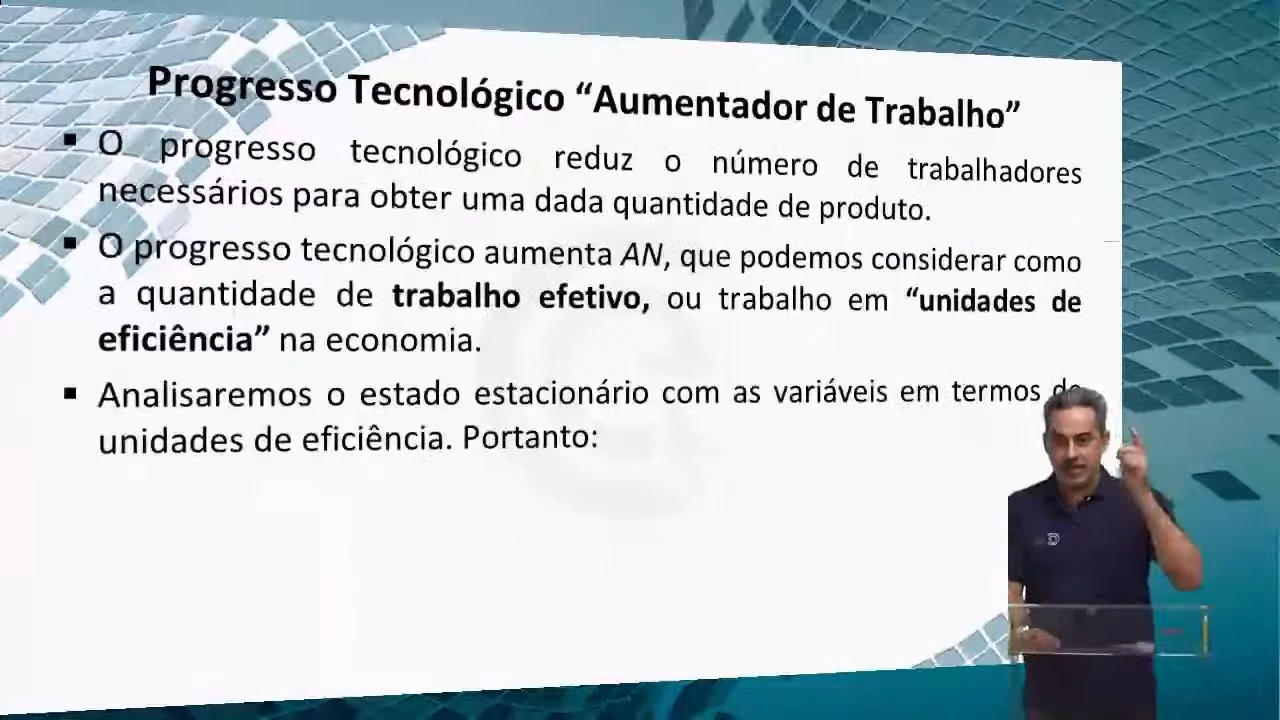 Progresso Tecnológico “Aumentador de Trabalho”
▪ O progresso tecnológico reduz o número de trabalhadores
necessários para obter uma dada quantidade de produto.
▪ O progresso tecnológico aumenta AN, que podemos considerar como
a quantidade de trabalho efetivo, ou trabalho em “unidades de
eficiência” na economia.
▪ Analisaremos o estado estacionário com as variáveis em termos de
unidades de eficiência. Portanto: